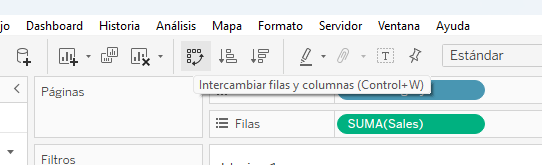 jo Dashboard Historia Análisis Mapa Formato Servidor Ventana Ayuda
Estándar
Intercambiar filas y columnas (Control+W)
Páginas
Filas SUMA(Sales)
Filtros